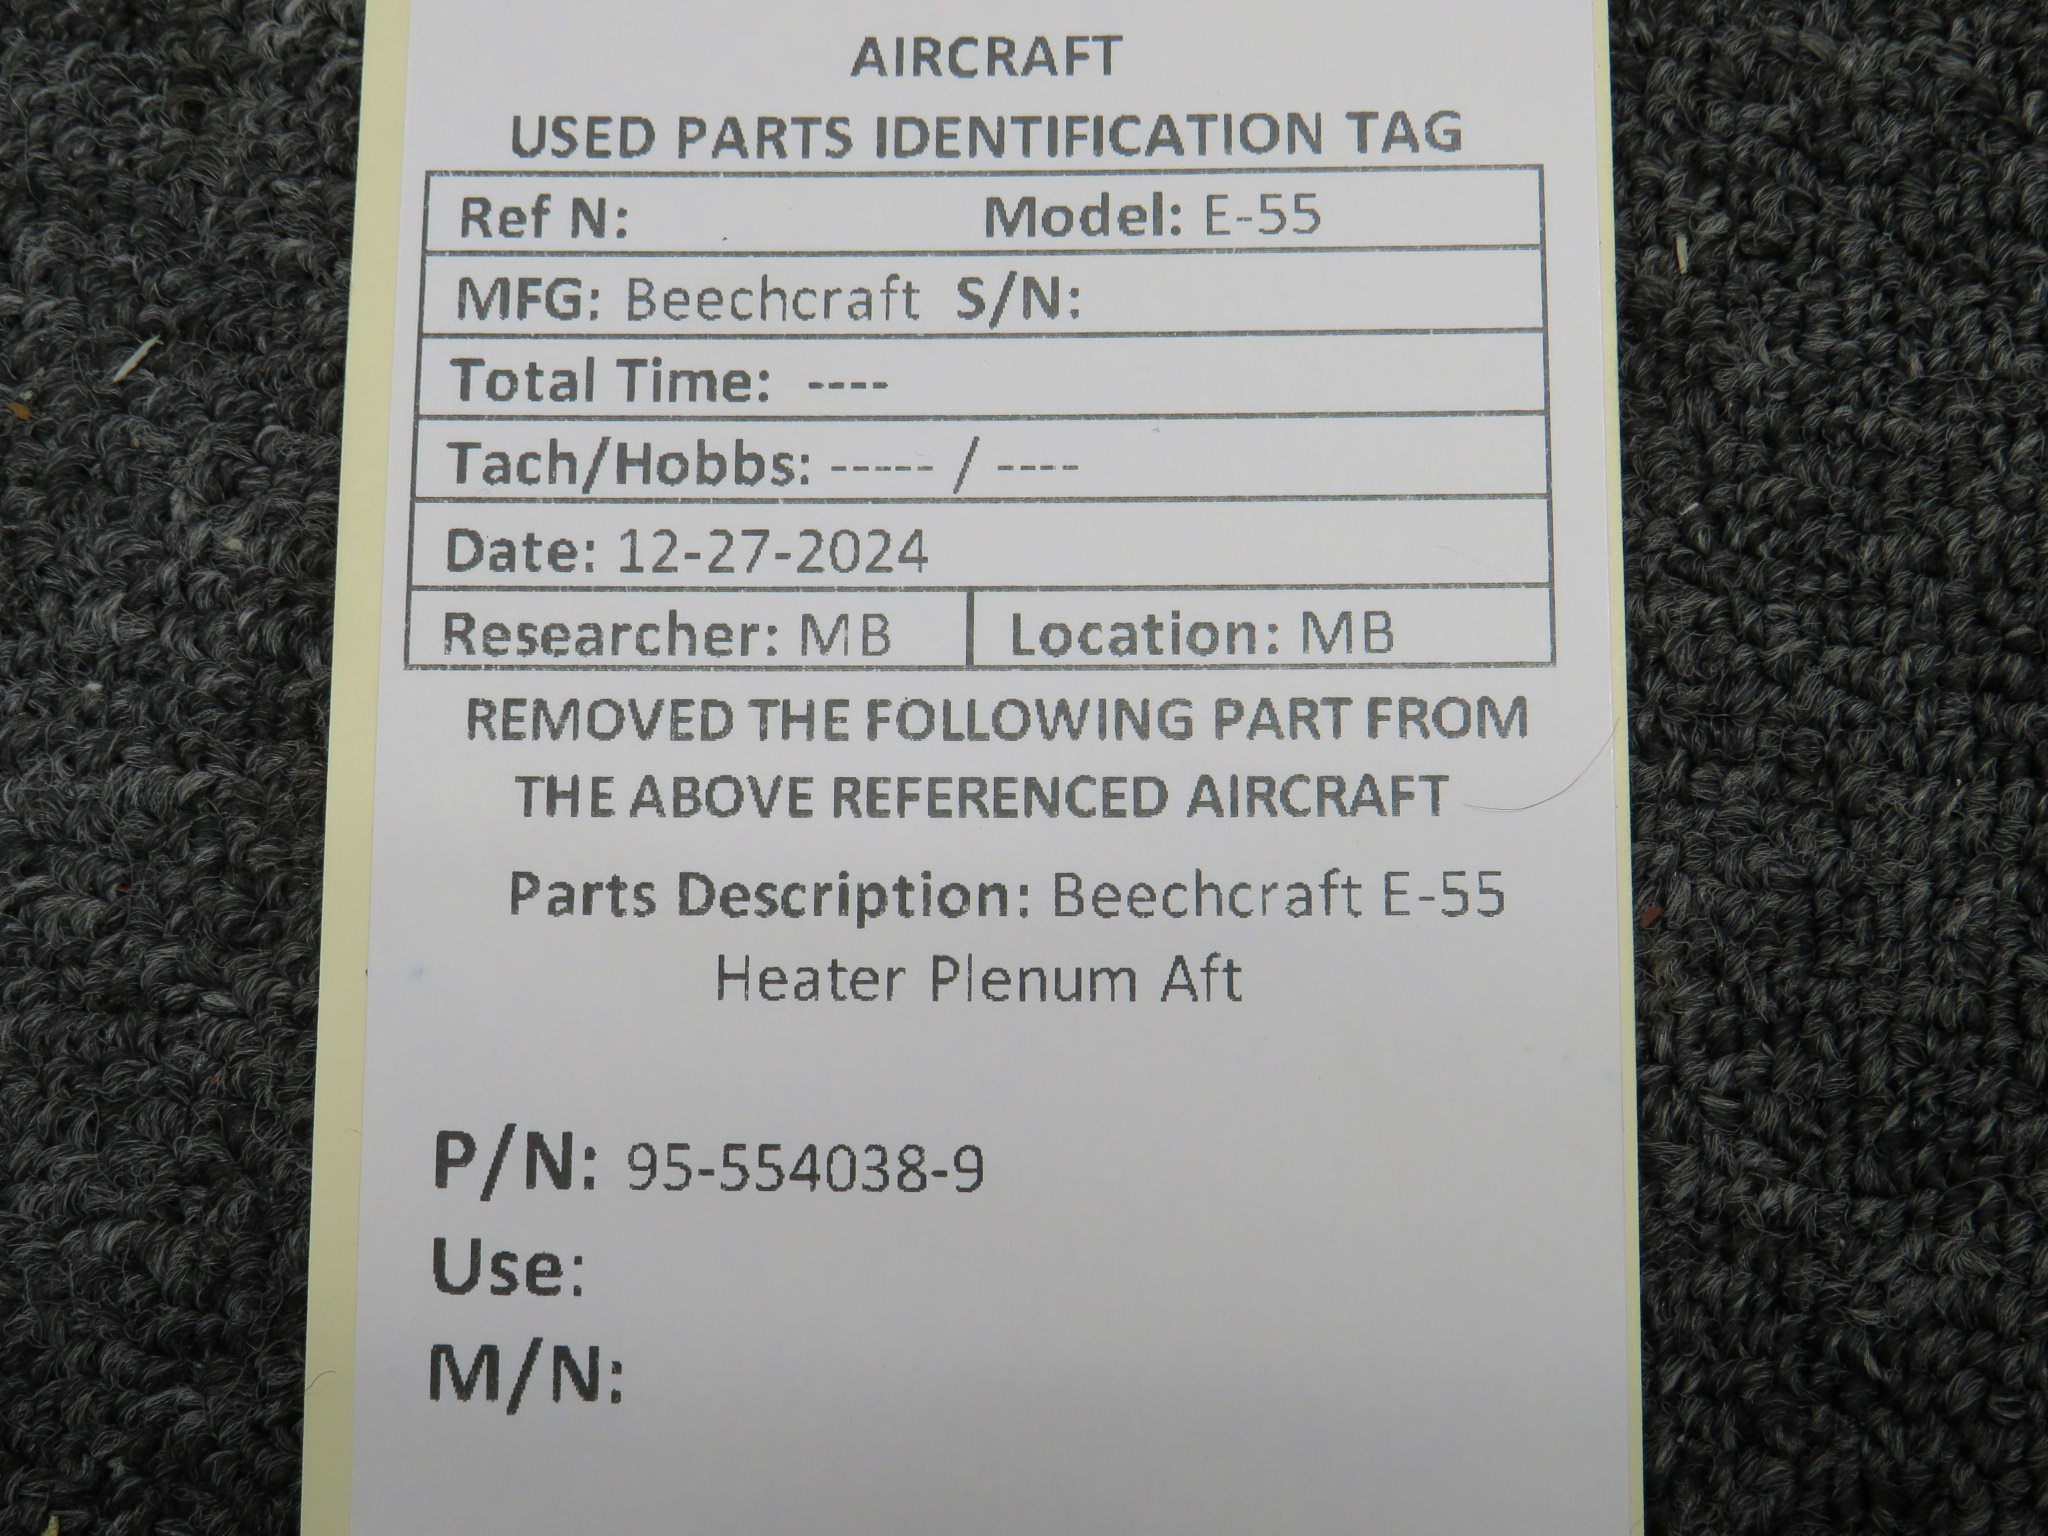 AIRCRAFT
USED PARTS IDENTIFICATION TAG
Ref N: Model: E-55
MFG: Beechcraft S/N:
Total Time: ----
Tach/Hobbs: ----- / ----
Date: 12-27-2024
Researcher: MB Location: MB
REMOVED THE FOLLOWING PART FROM
THE ABOVE REFERENCED AIRCRAFT
Parts Description: Beechcraft E-55
Heater Plenum Aft
P/N: 95-554038-9
Use:
M/N: